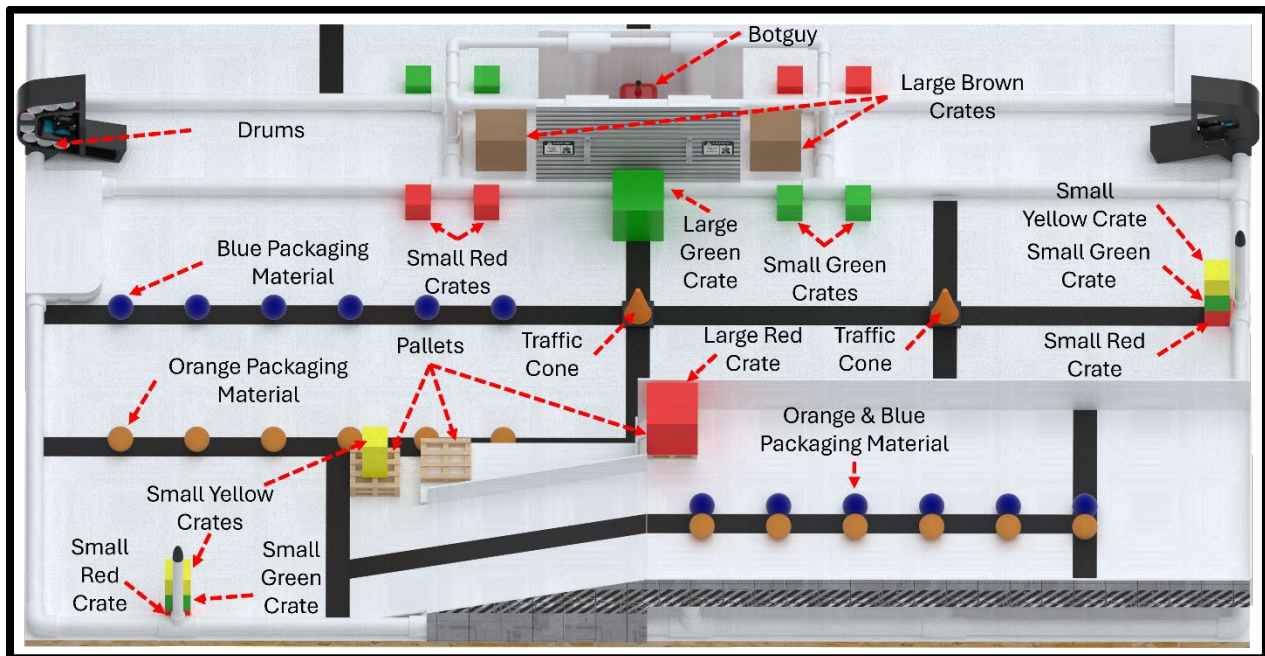 Botguy
Large Brown
Crates
Drums
Small
Yellow Crate
Small Green
Crate
Small Red
Crate
Large
Green
Crate
Small Red
Crates
Small Green
Crates
Blue Packaging
Material
Traffic
Cone
Large Red
Crate
Traffic
Cone
Pallets
Orange Packaging
Material
Orange & Blue
Packaging Material
Small Yellow
Crates
Small
Red
Crate
Small
Green
Crate